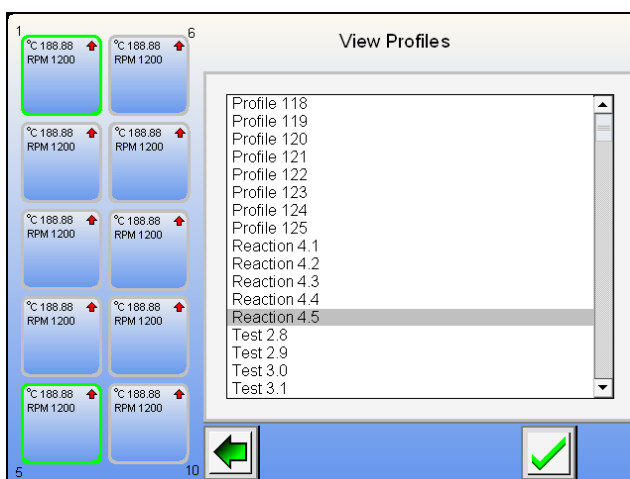 1
6
°C 188.88
RPM 1200
°C 188.88
RPM 1200
°C 188.88
RPM 1200
°C 188.88
RPM 1200
°C 188.88
RPM 1200
°C 188.88
RPM 1200
°C 188.88
RPM 1200
°C 188.88
RPM 1200
°C 188.88
RPM 1200
°C 188.88
RPM 1200
5
10
View Profiles
Profile 118
Profile 119
Profile 120
Profile 121
Profile 122
Profile 123
Profile 124
Profile 125
Reaction 4.1
Reaction 4.2
Reaction 4.3
Reaction 4.4
Reaction 4.5
Test 2.8
Test 2.9
Test 3.0
Test 3.1